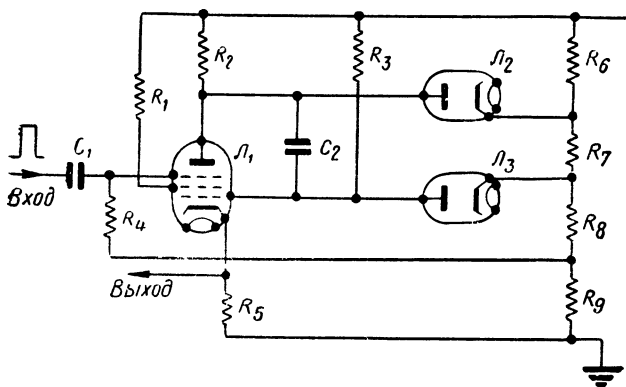 R₁
R₂
R₃
R₆
Л₂
C₁
Л₁
C₂
R₇
Вход
R₄
Л₃
R₈
Выход
R₅
R₉